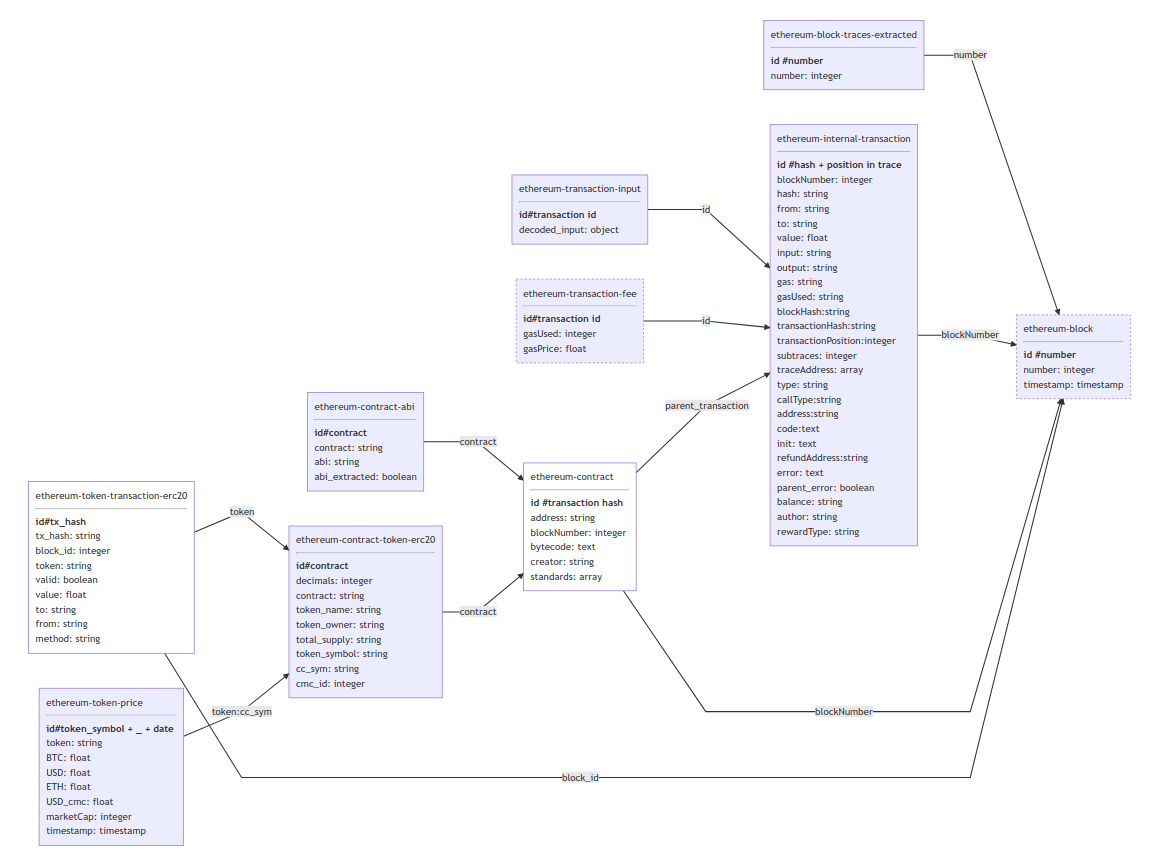 ethereum-block-traces-extracted
id #number
number: integer
number
ethereum-internal-transaction
id #hash + position in trace
blockNumber: integer
hash: string
from: string
to: string
value: float
input: string
output: string
gas: string
gasUsed: string
blockHash:string
transactionHash:string
transactionPosition:integer
subtraces: integer
traceAddress: array
type: string
callType:string
address:string
code:text
init: text
refundAddress:string
error: text
parent_error: boolean
balance: string
author: string
rewardType: string
ethereum-transaction-input
id#transaction id
decoded_input: object
id
ethereum-transaction-fee
id#transaction id
gasUsed: integer
gasPrice: float
id
blockNumber
ethereum-block
id #number
number: integer
timestamp: timestamp
ethereum-contract-abi
id#contract
contract: string
abi: string
abi_extracted: boolean
contract
parent_transaction
ethereum-contract
id #transaction hash
address: string
blockNumber: integer
bytecode: text
creator: string
standards: array
ethereum-token-transaction-erc20
id#tx_hash
tx_hash: string
block_id: integer
token: string
valid: boolean
value: float
to: string
from: string
method: string
token
ethereum-contract-token-erc20
id#contract
decimals: integer
contract: string
token_name: string
token_owner: string
total_supply: string
token_symbol: string
cc_sym: string
cmc_id: integer
contract
ethereum-token-price
id#token_symbol + _ + date
token: string
BTC: float
USD: float
ETH: float
USD_cmc: float
marketCap: integer
timestamp: timestamp
token:cc_sym
blockNumber
block_id